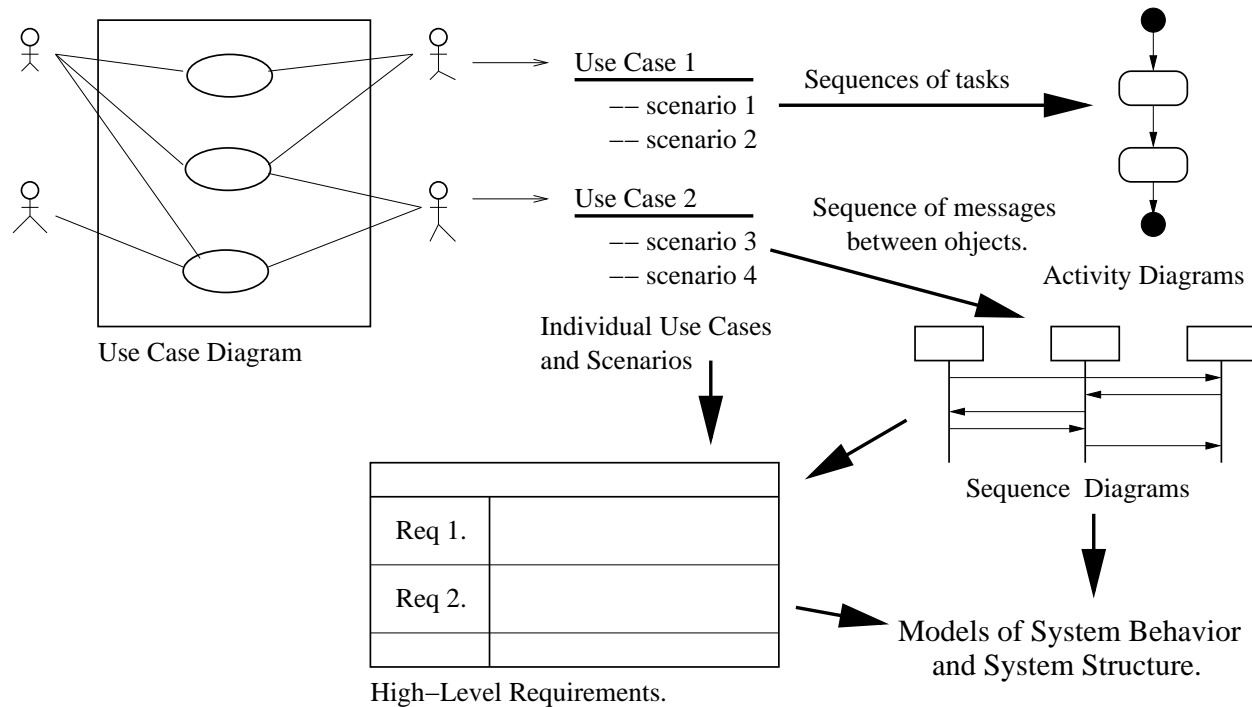 Use Case 1
−− scenario 1
−− scenario 2
Use Case 2
−− scenario 3
−− scenario 4
Individual Use Cases
and Scenarios
Use Case Diagram
Sequences of tasks
Sequence of messages
between ohjects.
Activity Diagrams
Sequence Diagrams
Req 1.
Req 2.
High−Level Requirements.
Models of System Behavior
and System Structure.